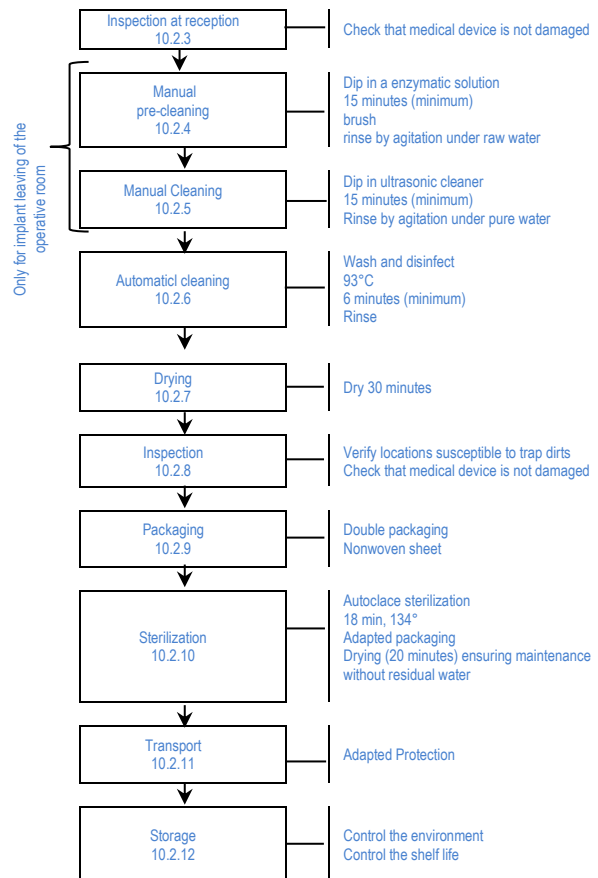 Inspection at reception
10.2.3
Check that medical device is not damaged
Only for implant leaving of the
operative room
Manual
pre-cleaning
10.2.4
Dip in a enzymatic solution
15 minutes (minimum)
brush
rinse by agitation under raw water
Manual Cleaning
10.2.5
Dip in ultrasonic cleaner
15 minutes (minimum)
Rinse by agitation under pure water
Automaticl cleaning
10.2.6
Wash and disinfect
93°C
6 minutes (minimum)
Rinse
Drying
10.2.7
Dry 30 minutes
Inspection
10.2.8
Verify locations susceptible to trap dirts
Check that medical device is not damaged
Packaging
10.2.9
Double packaging
Nonwoven sheet
Sterilization
10.2.10
Autoclace sterilization
18 min, 134°
Adapted packaging
Drying (20 minutes) ensuring maintenance
without residual water
Transport
10.2.11
Adapted Protection
Storage
10.2.12
Control the environment
Control the shelf life